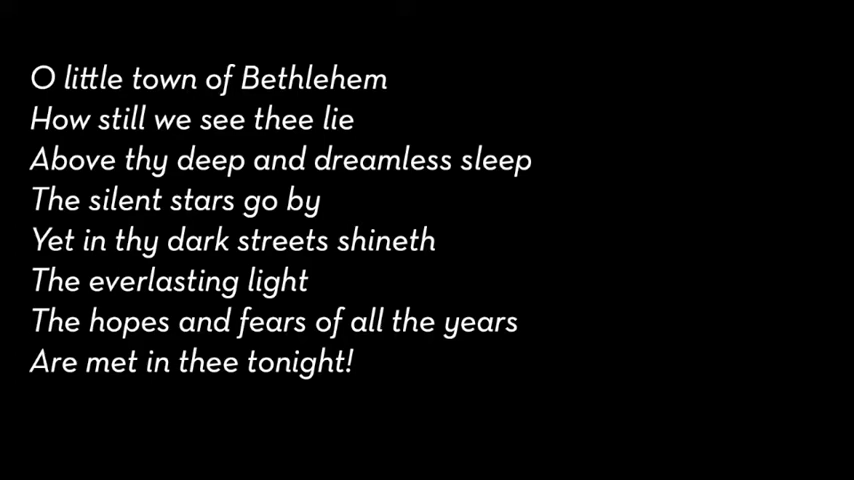 O little town of Bethlehem
How still we see thee lie
Above thy deep and dreamless sleep
The silent stars go by
Yet in thy dark streets shineth
The everlasting light
The hopes and fears of all the years
Are met in thee tonight!